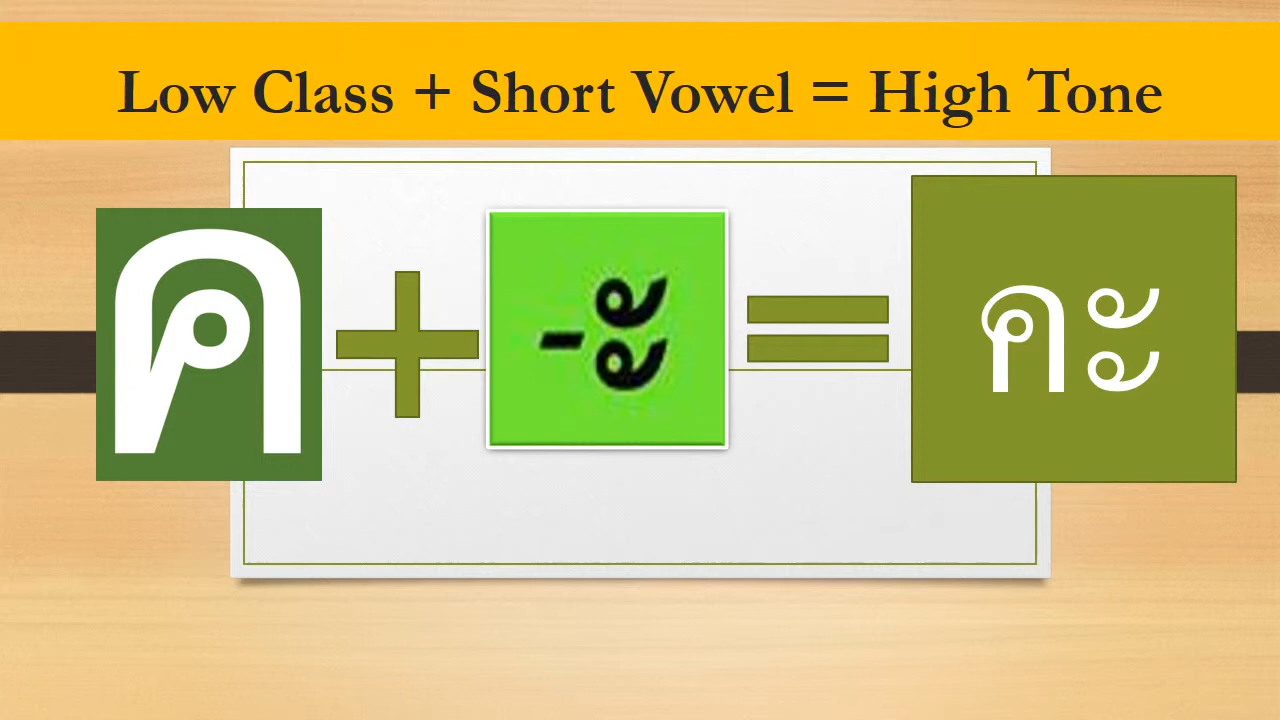 Low Class + Short Vowel = High Tone
ค + -ะ = คะ